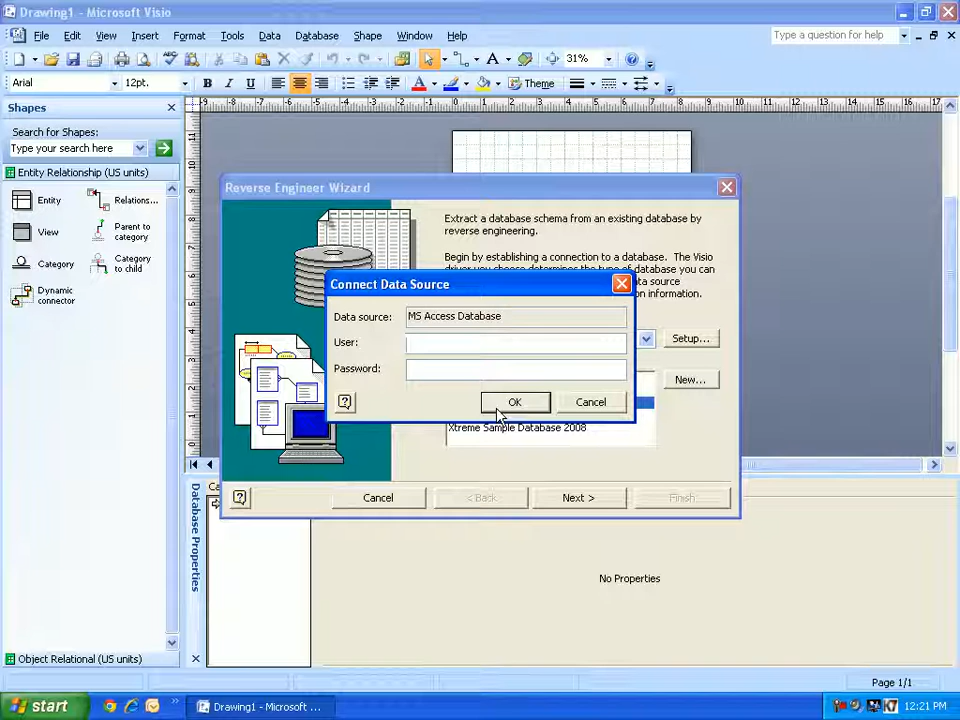 Drawing1 - Microsoft Visio
File Edit View Insert Format Tools Data Database Shape Window Help
Type a question for help
31%
Arial 12pt. B I U A Theme
Shapes
Search for Shapes:
Type your search here
Entity Relationship (US units)
Entity
Relations...
View
Parent to
category
Category
Category
to child
Dynamic
connector
Object Relational (US units)
Reverse Engineer Wizard
Extract a database schema from an existing database by
reverse engineering.
Begin by establishing a connection to a database. The Visio
Setup...
New...
Xtreme Sample Database 2008
Cancel
< Back
Next >
Finish
Connect Data Source
Data source: MS Access Database
User:
Password:
OK
Cancel
Database Properties
No Properties
Page 1/1
start
Drawing1 - Microsoft ...
12:21 PM